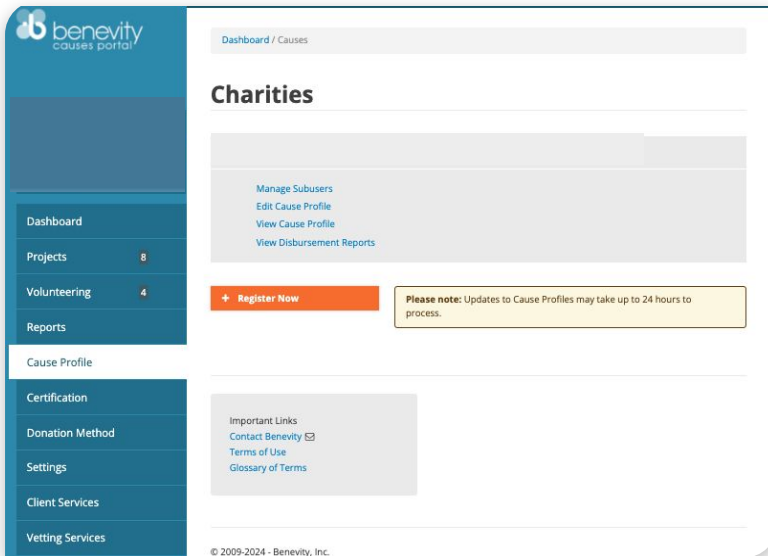 benevity
causes portal
Dashboard
Projects 8
Volunteering 4
Reports
Cause Profile
Certification
Donation Method
Settings
Client Services
Vetting Services
Dashboard / Causes
Charities
Manage Subusers
Edit Cause Profile
View Cause Profile
View Disbursement Reports
+ Register Now
Please note: Updates to Cause Profiles may take up to 24 hours to
process.
Important Links
Contact Benevity
Terms of Use
Glossary of Terms
© 2009-2024 - Benevity, Inc.